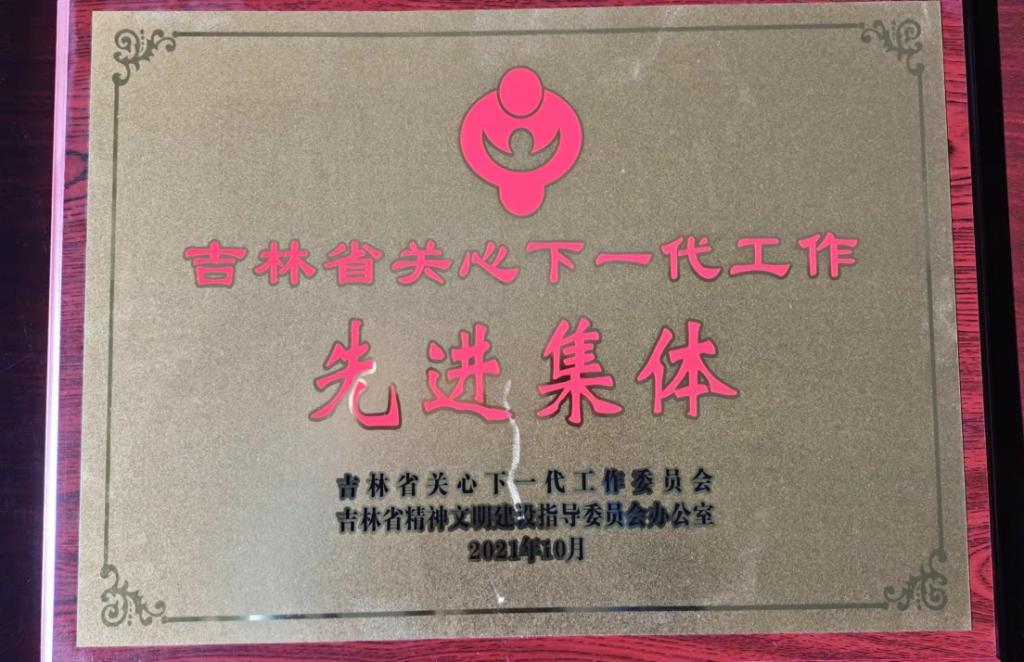 吉林省关心下一代工作
先进集体
吉林省关心下一代工作委员会
吉林省精神文明建设指导委员会办公室
2021年10月